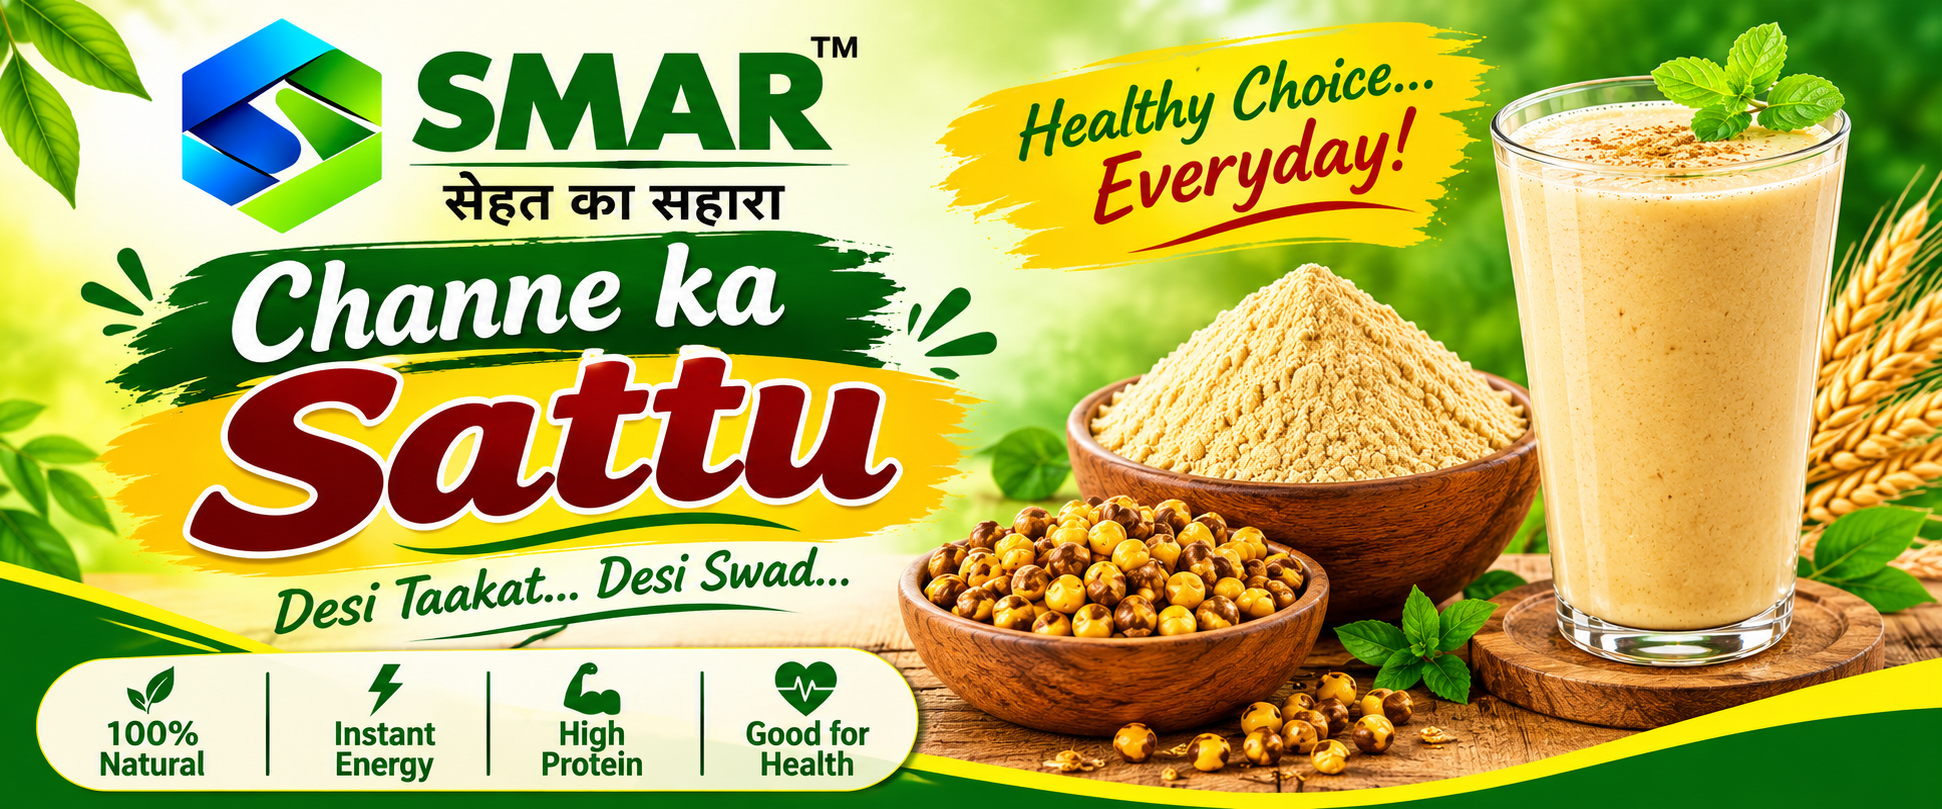 SMAR™
सेहत का सहारा
Channe ka
Sattu
Desi Taakat... Desi Swad...
Healthy Choice...
Everyday!
100%
Natural
Instant
Energy
High
Protein
Good for
Health